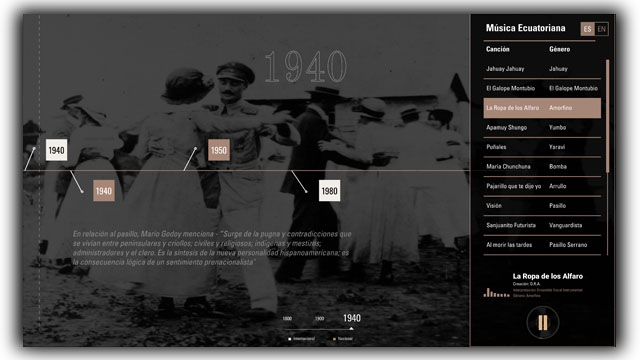 Música Ecuatoriana
ES
EN
Canción Género
Jahuay Jahuay Jahuay
El Galope Montubio El Galope Montubio
La Ropa de los Alfaro Amorfino
Apamuy Shungo Yumbo
Puñales Yaraví
María Chunchuna Bomba
Pajarillo que te dije yo Arrullo
Visión Pasillo
Sanjuanito Futurista Vanguardista
Al morir las tardes Pasillo Serrano
1940
1940
1950
1940
1980
En relación al pasillo, Mario Godoy menciona - "Surge de la pugna y contradicciones que
se vivían entre peninsulares y criollos; civiles y religiosos; indígenas y mestizos;
administradores y el clero. Es la síntesis de la nueva personalidad hispanoamericana; es
la consecuencia lógica de un sentimiento prenacionalista"
1800 1900 1940
Internacional Nacional
La Ropa de los Alfaro
Creación: D.R.A.
Género: Amorfino